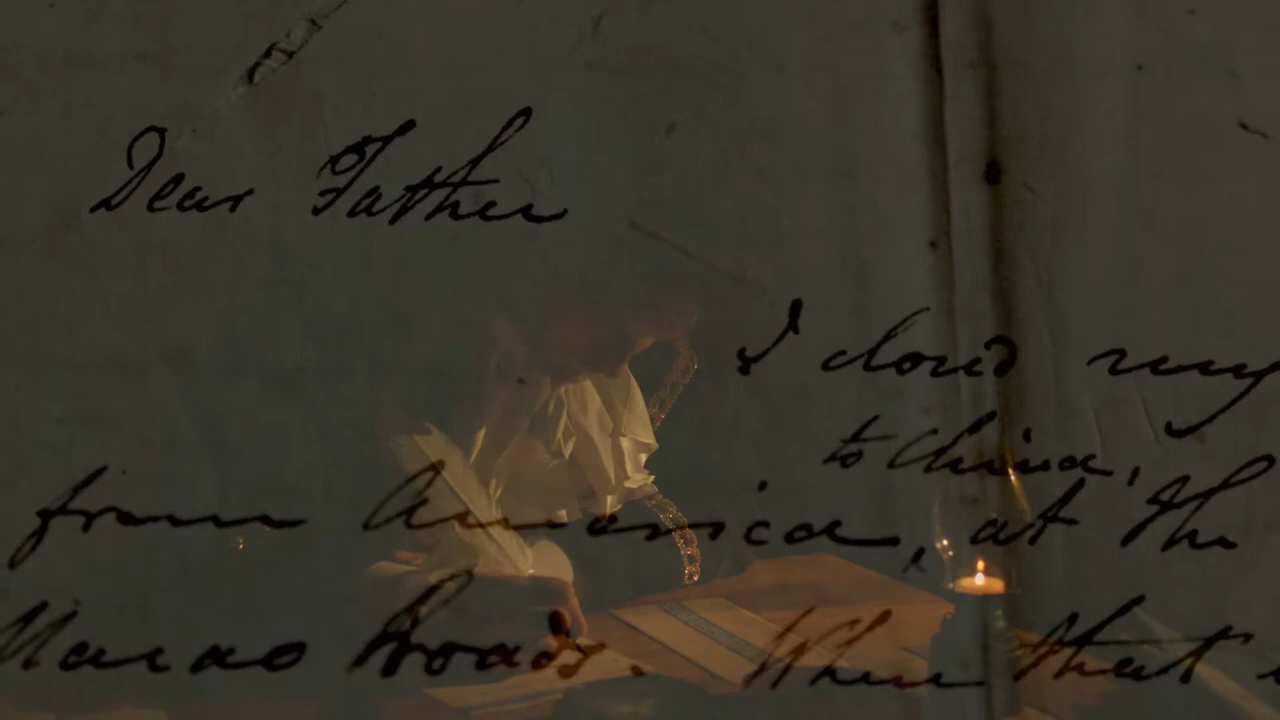 Dear Father
I closed my
to China,
from America, at the
Macao Roads. When that